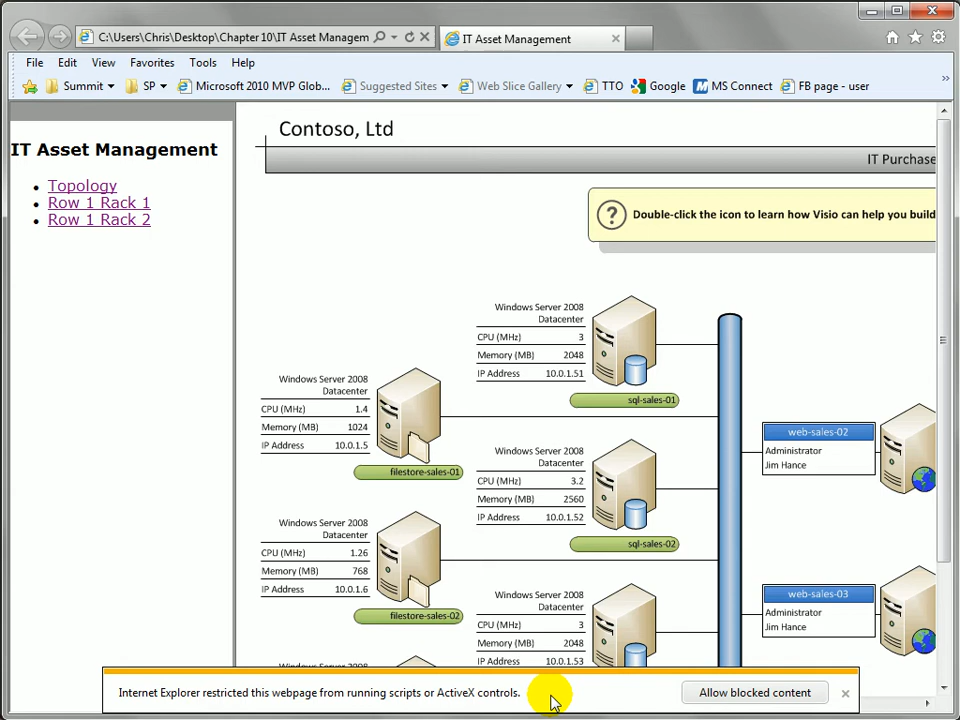 C:\Users\Chris\Desktop\Chapter 10\IT Asset Managem
IT Asset Management
File Edit View Favorites Tools Help
Summit SP Microsoft 2010 MVP Glob... Suggested Sites Web Slice Gallery TTO Google MS Connect FB page - user »
IT Asset Management
Topology
Row 1 Rack 1
Row 1 Rack 2
Contoso, Ltd
IT Purchase
? Double-click the icon to learn how Visio can help you build
Windows Server 2008
Datacenter
CPU (MHz) 3
Memory (MB) 2048
IP Address 10.0.1.51
sql-sales-01
Windows Server 2008
Datacenter
CPU (MHz) 1.4
Memory (MB) 1024
IP Address 10.0.1.5
filestore-sales-01
web-sales-02
Administrator
Jim Hance
Windows Server 2008
Datacenter
CPU (MHz) 3.2
Memory (MB) 2560
IP Address 10.0.1.52
sql-sales-02
Windows Server 2008
Datacenter
CPU (MHz) 1.26
Memory (MB) 768
IP Address 10.0.1.6
filestore-sales-02
web-sales-03
Administrator
Jim Hance
Windows Server 2008
Datacenter
CPU (MHz) 3
Memory (MB) 2048
IP Address 10.0.1.53
Windows Server 2008
Internet Explorer restricted this webpage from running scripts or ActiveX controls.
Allow blocked content